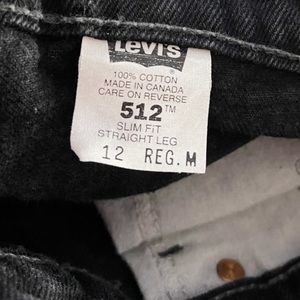 Levi's
100% COTTON
MADE IN CANADA
CARE ON REVERSE
512™
SLIM FIT
STRAIGHT LEG
12 REG. M